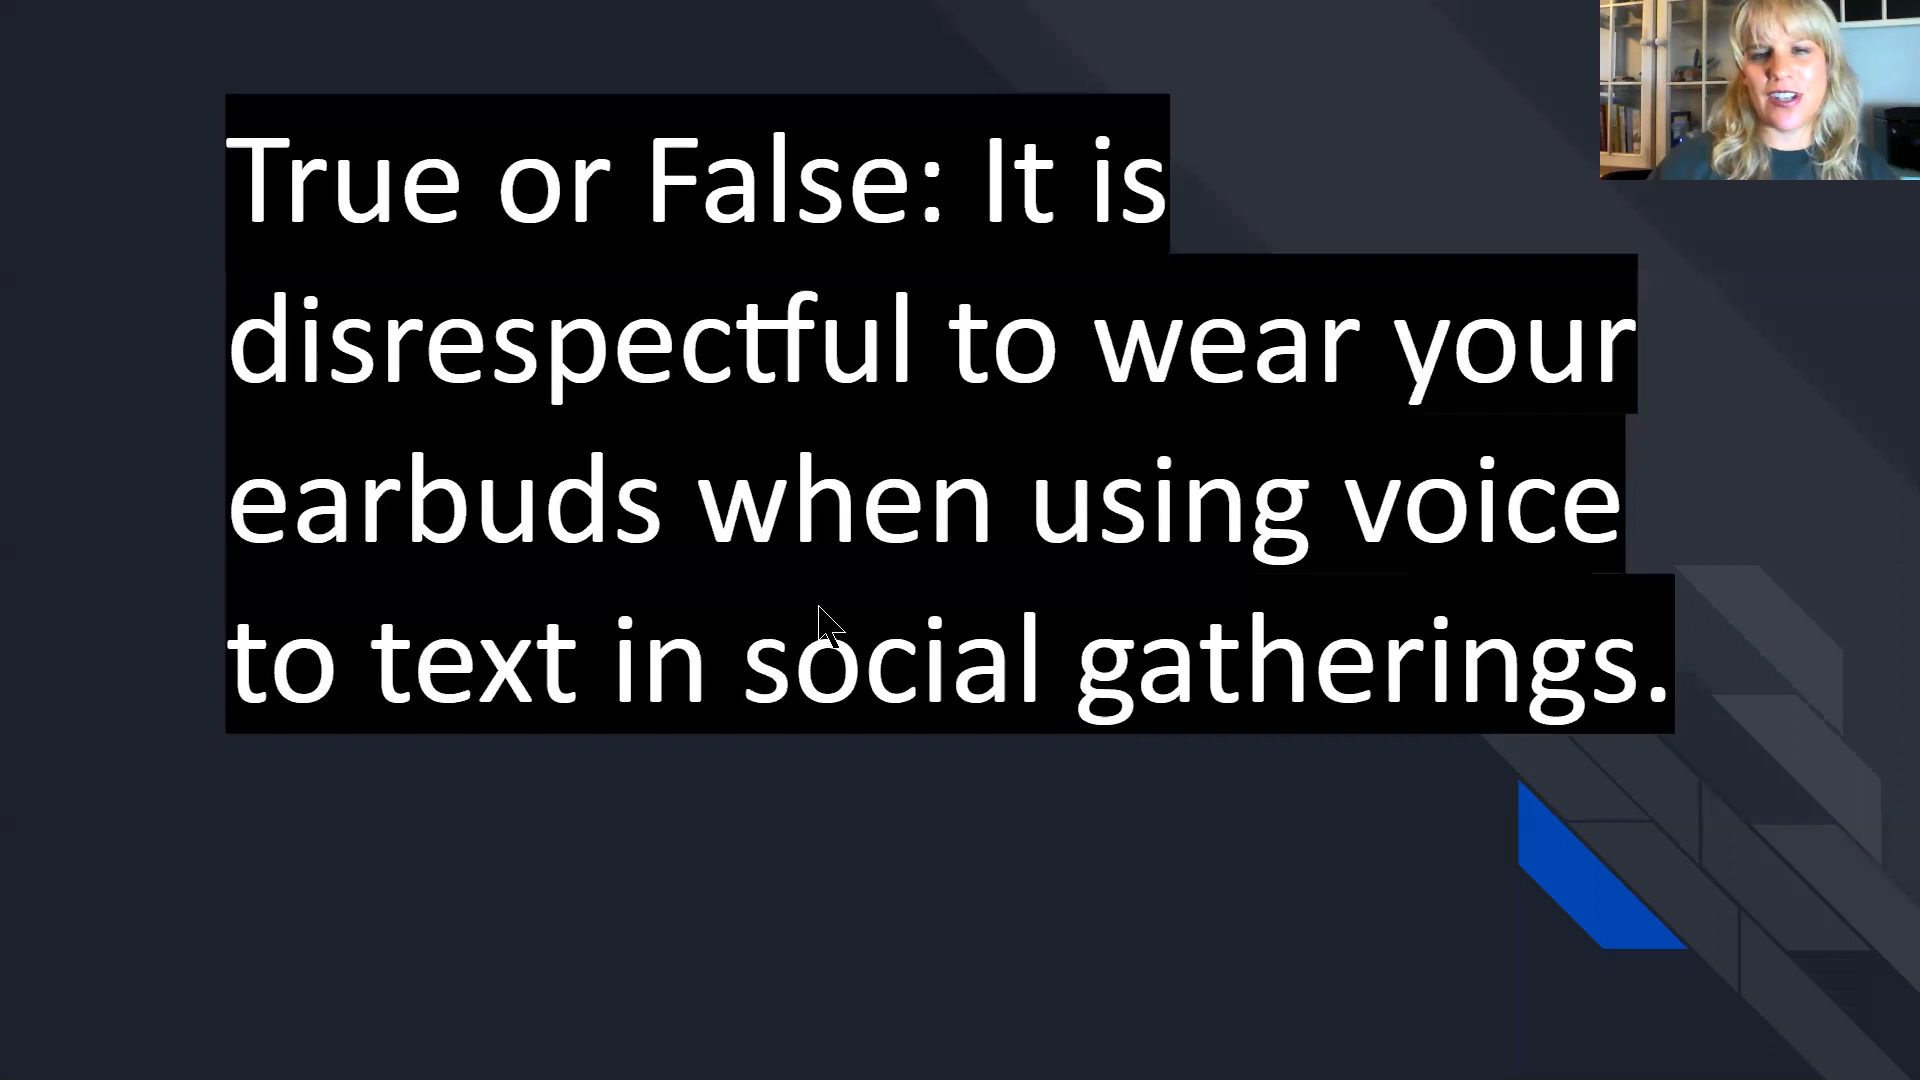 True or False: It is
disrespectful to wear your
earbuds when using voice
to text in social gatherings.